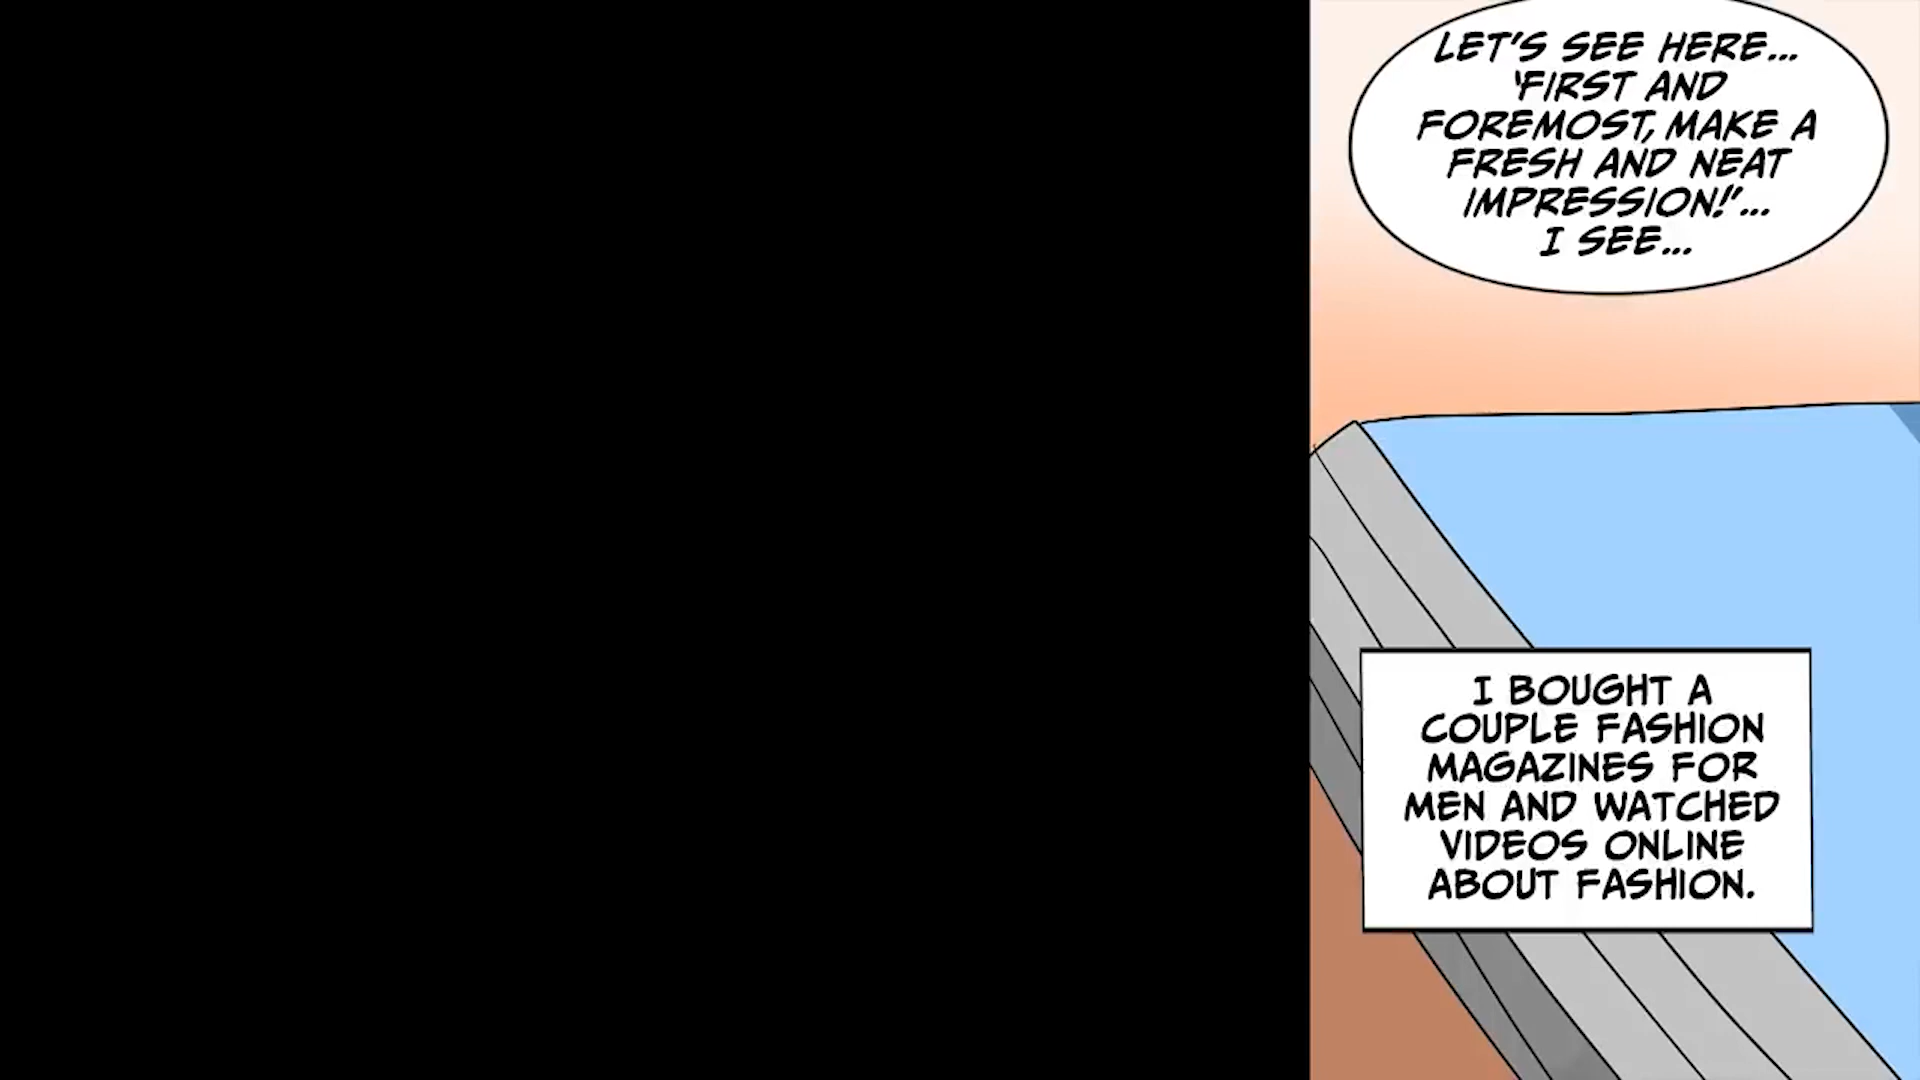 LET'S SEE HERE...
'FIRST AND
FOREMOST, MAKE A
FRESH AND NEAT
IMPRESSION!'...
I SEE...
I BOUGHT A
COUPLE FASHION
MAGAZINES FOR
MEN AND WATCHED
VIDEOS ONLINE
ABOUT FASHION.